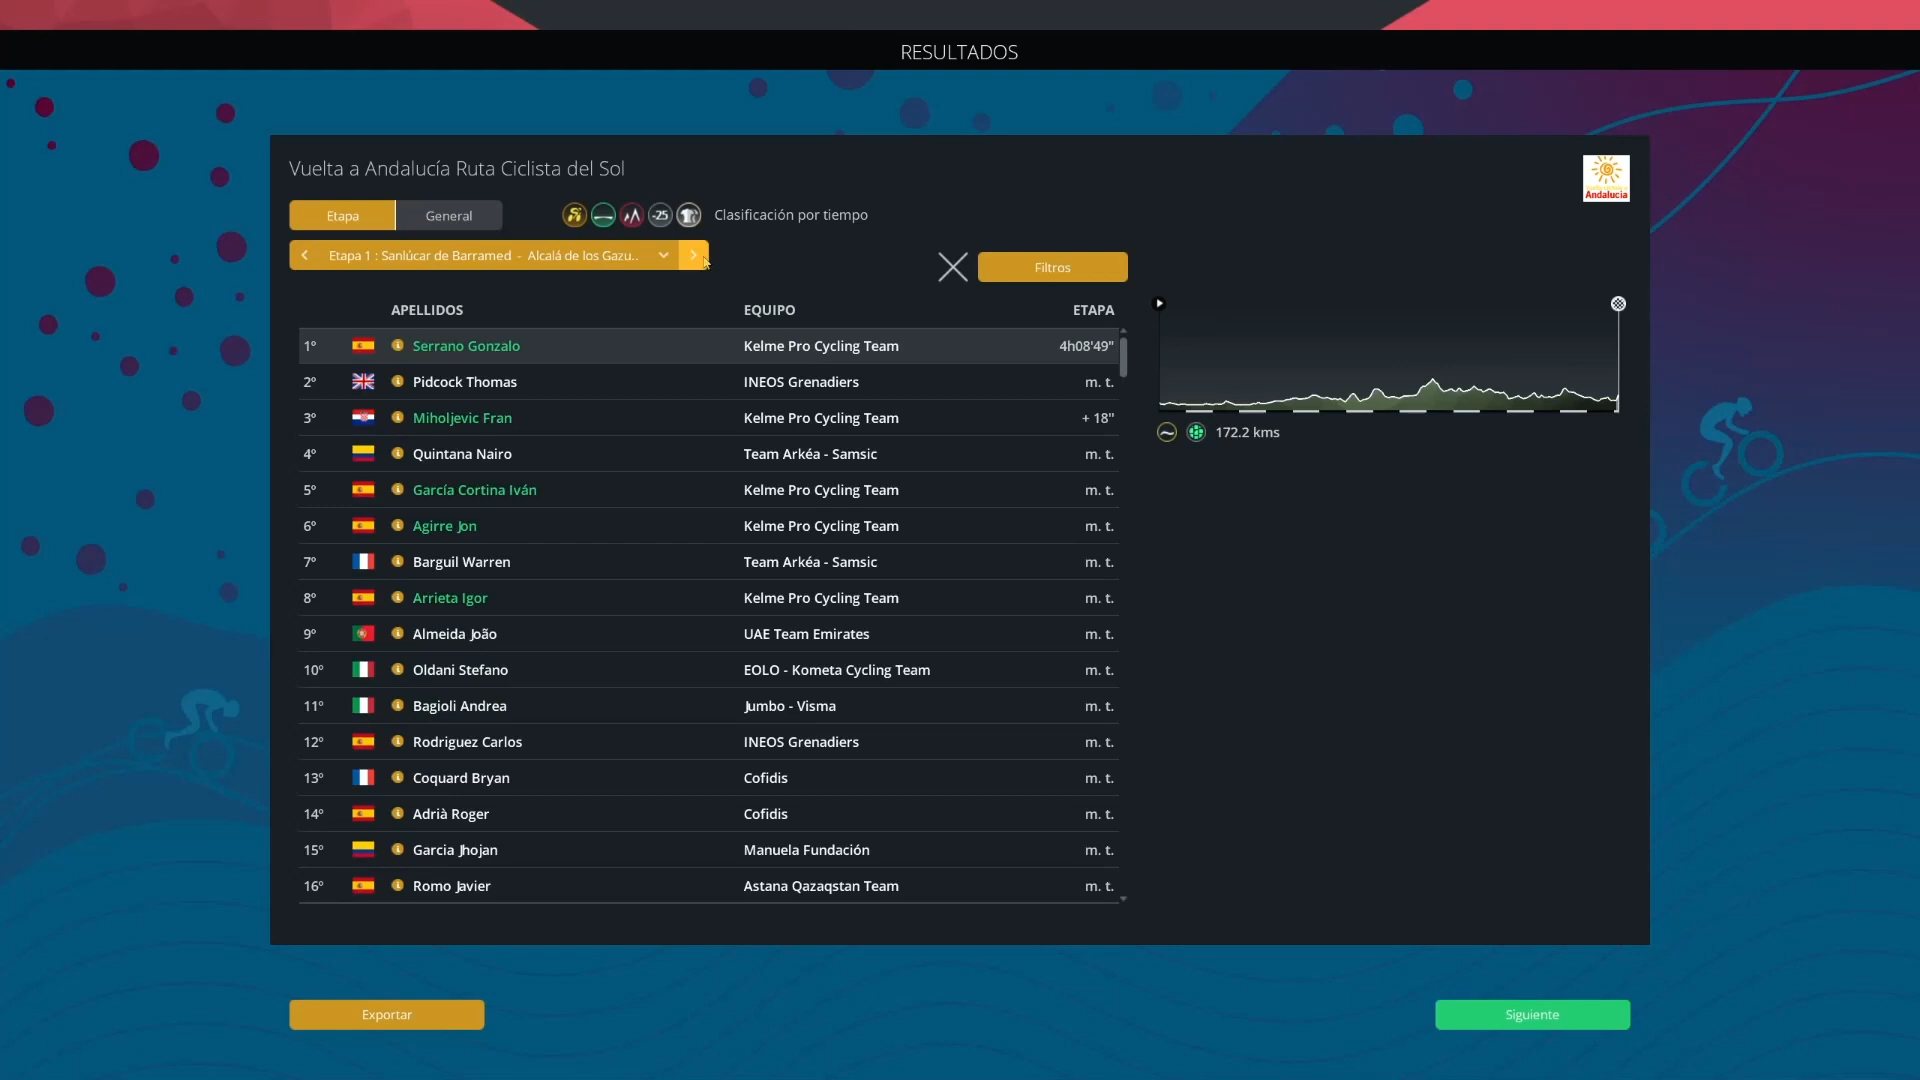 RESULTADOS
Vuelta a Andalucía Ruta Ciclista del Sol
Andalucía
Etapa General -25 Clasificación por tiempo
Etapa 1 : Sanlúcar de Barramed - Alcalá de los Gazu..
Filtros
APELLIDOS EQUIPO ETAPA
1º Serrano Gonzalo Kelme Pro Cycling Team 4h08'49"
2º Pidcock Thomas INEOS Grenadiers m. t.
3º Miholjevic Fran Kelme Pro Cycling Team + 18"
4º Quintana Nairo Team Arkéa - Samsic m. t.
5º García Cortina Iván Kelme Pro Cycling Team m. t.
6º Agirre Jon Kelme Pro Cycling Team m. t.
7º Barguil Warren Team Arkéa - Samsic m. t.
8º Arrieta Igor Kelme Pro Cycling Team m. t.
9º Almeida João UAE Team Emirates m. t.
10º Oldani Stefano EOLO - Kometa Cycling Team m. t.
11º Bagioli Andrea Jumbo - Visma m. t.
12º Rodriguez Carlos INEOS Grenadiers m. t.
13º Coquard Bryan Cofidis m. t.
14º Adrià Roger Cofidis m. t.
15º Garcia Jhojan Manuela Fundación m. t.
16º Romo Javier Astana Qazaqstan Team m. t.
172.2 kms
Exportar
Siguiente